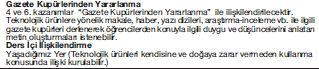 Gazete Kupürlerinden Yararlanma
4 ve 6. kazanımlar “Gazete Kupürlerinden Yararlanma” ile ilişkilendirilecektir.
Teknolojik ürünlere yönelik makale, haber, yazı dizileri, araştırma-inceleme vb. ile ilgili
gazete kupürleri derlenerek öğrencilerden konuyla ilgili duygu ve düşüncelerini anlatan
metin oluşturmaları istenebilir.
Ders İçi İlişkilendirme
Yaşadığımız Yer (Teknolojik ürünleri kendisine ve doğaya zarar vermeden kullanma
konusunda ilişki kurulabilir.)